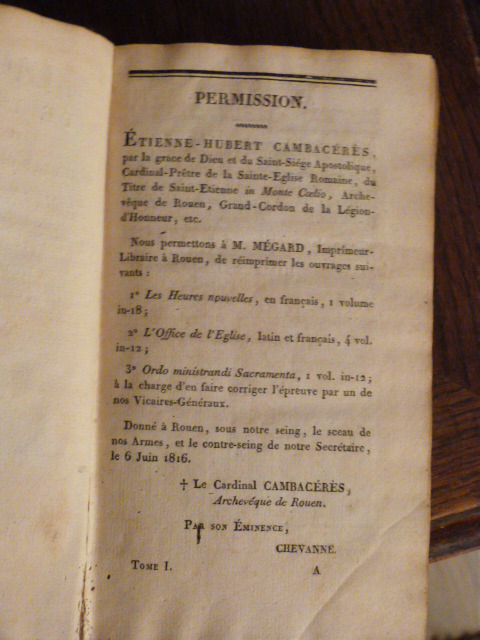 PERMISSION.
ÉTIENNE-HUBERT CAMBACÉRÈS,
par la grace de Dieu et du Saint-Siége Apostolique,
Cardinal-Prêtre de la Sainte-Eglise Romaine, du
Titre de Saint-Etienne in Monte Cœlio, Arche-
vêque de Rouen, Grand-Cordon de la Légion-
d'Honneur, etc.
Nous permettons à M. MÉGARD, Imprimeur-
Libraire à Rouen, de réimprimer les ouvrages sui-
vants :
1° Les Heures nouvelles, en français, 1 volume
in-18;
2° L'Office de l'Eglise, latin et français, 4 vol.
in-12;
3° Ordo ministrandi Sacramenta, 1 vol. in-12;
à la charge d'en faire corriger l'épreuve par un de
nos Vicaires-Généraux.
Donné à Rouen, sous notre seing, le sceau de
nos Armes, et le contre-seing de notre Secrétaire,
le 6 Juin 1816.
† Le Cardinal CAMBACÉRÈS,
Archevéque de Rouen.
PAR SON ÉMINENCE,
CHEVANNE.
TOME I. A